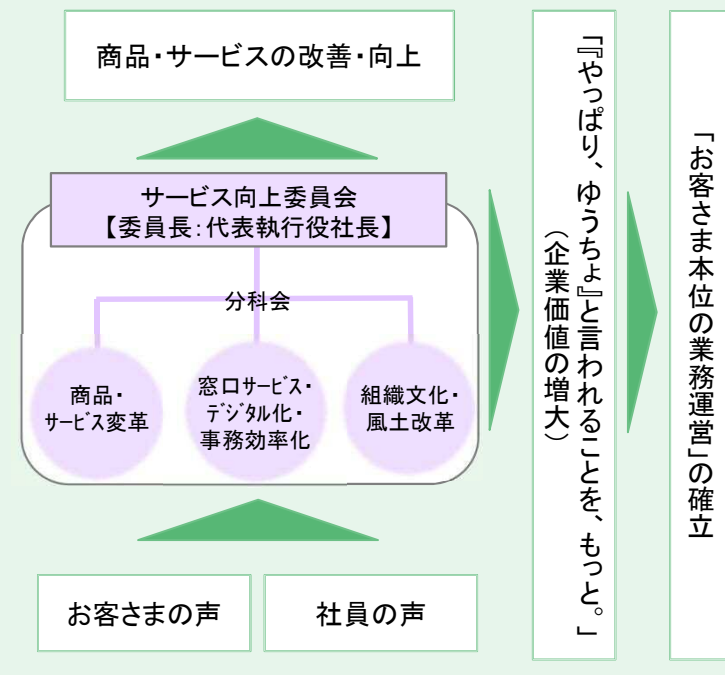 商品・サービスの改善・向上
サービス向上委員会
【委員長：代表執行役社長】
分科会
商品・
ｻｰﾋﾞｽ変革
窓口サービス・
ﾃﾞｼﾞﾀﾙ化・
事務効率化
組織文化・
風土改革
お客さまの声
社員の声
「『やっぱり、ゆうちょ』と言われることを、もっと。」
（企業価値の増大）
「お客さま本位の業務運営」の確立